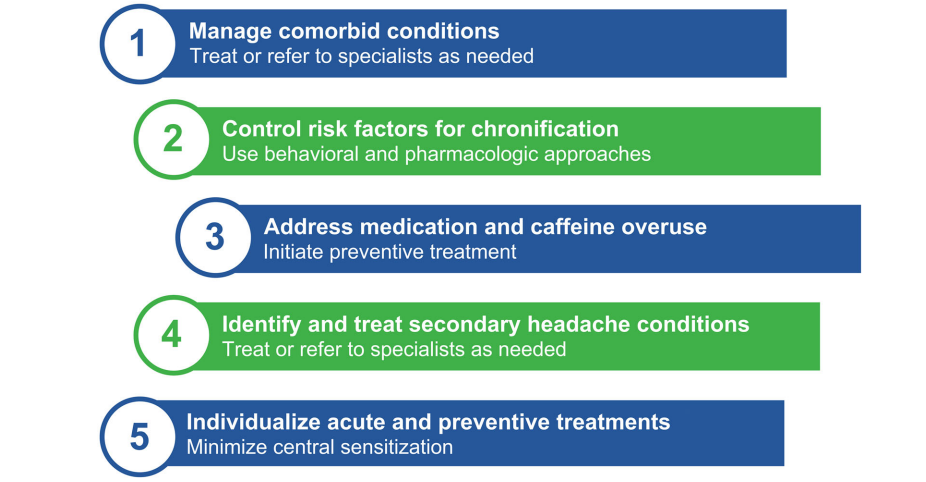 1
Manage comorbid conditions
Treat or refer to specialists as needed
2
Control risk factors for chronification
Use behavioral and pharmacologic approaches
3
Address medication and caffeine overuse
Initiate preventive treatment
4
Identify and treat secondary headache conditions
Treat or refer to specialists as needed
5
Individualize acute and preventive treatments
Minimize central sensitization